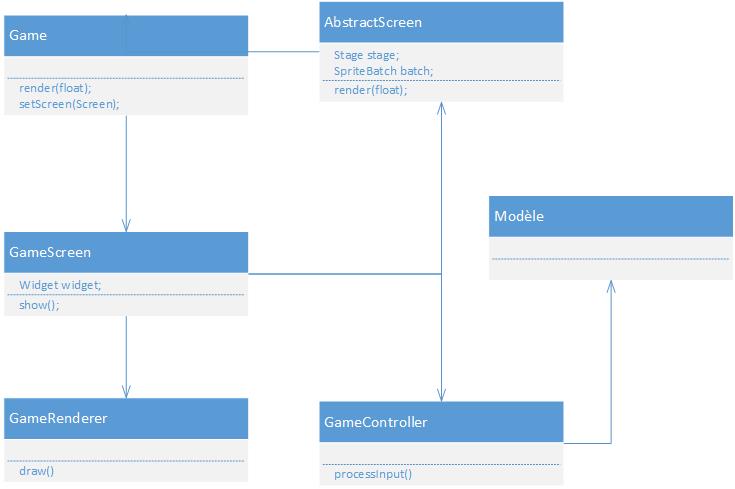 Game
render(float);
setScreen(Screen);
AbstractScreen
Stage stage;
SpriteBatch batch;
render(float);
GameScreen
Widget widget;
show();
Modèle
GameRenderer
draw()
GameController
processInput()